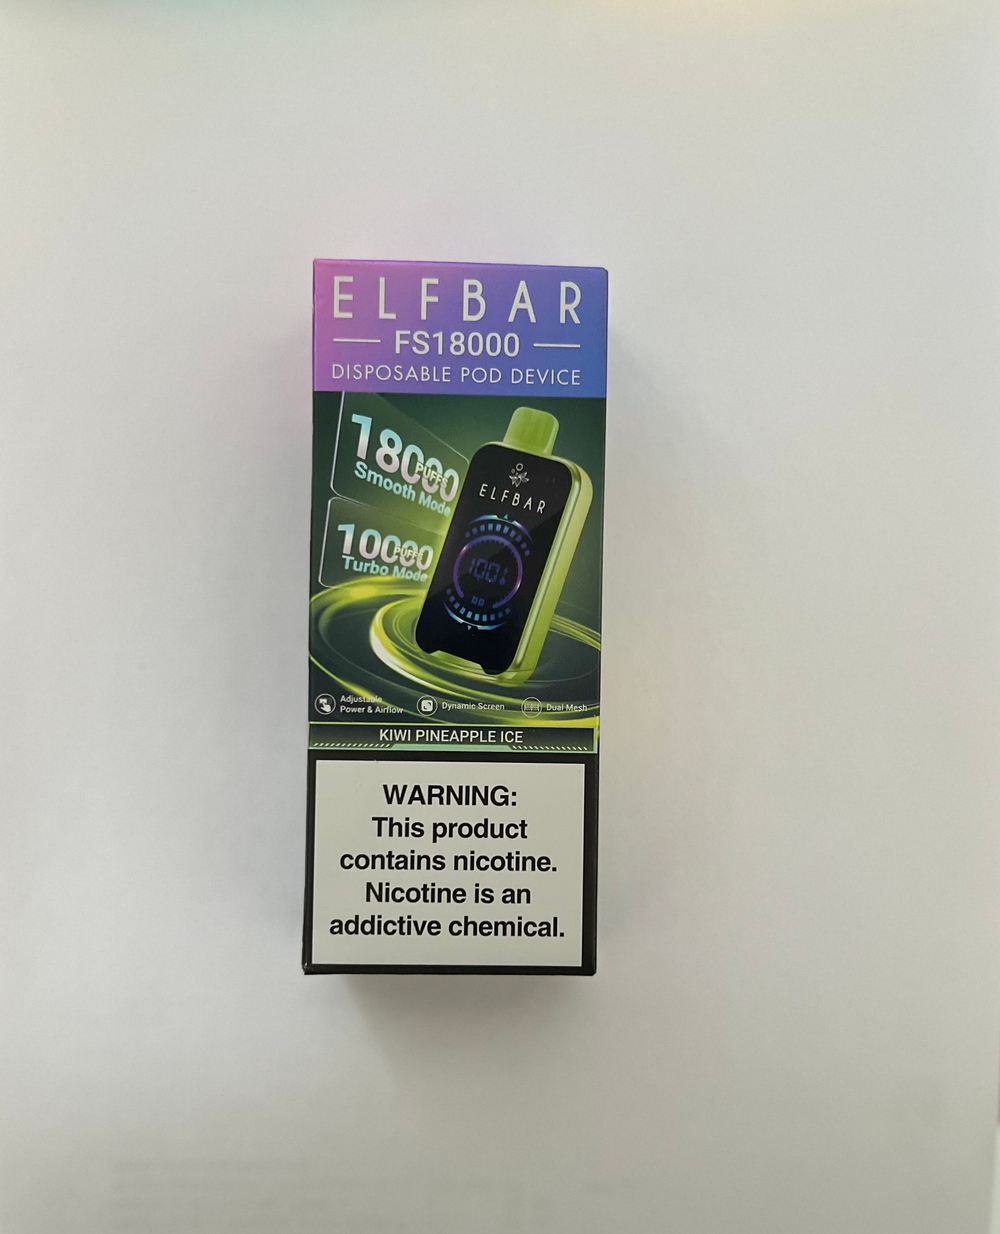 ELFBAR
FS18000
DISPOSABLE POD DEVICE
18000
PUFFS
Smooth Mode
10000
PUFFS
Turbo Mode
ELFBAR
100%
Adjustable
Power & Airflow
Dynamic Screen
Dual Mesh
KIWI PINEAPPLE ICE
WARNING:
This product
contains nicotine.
Nicotine is an
addictive chemical.